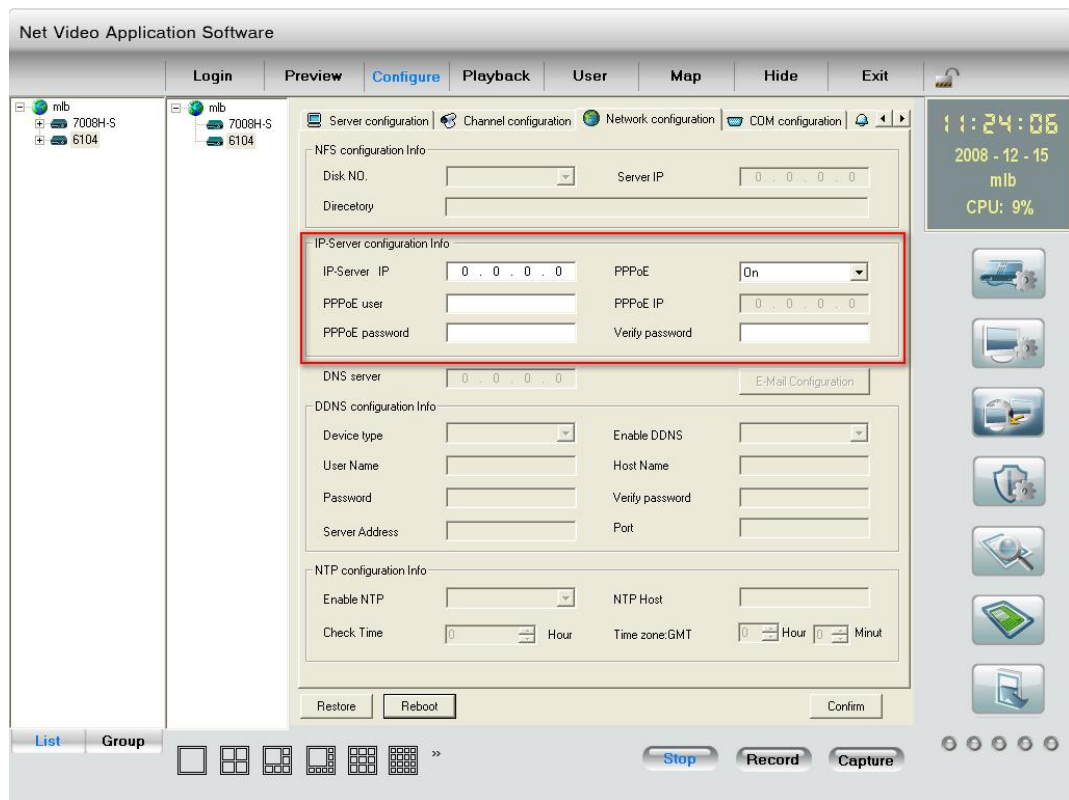 Net Video Application Software
Login Preview Configure Playback User Map Hide Exit
mlb
7008H-S
6104
mlb
7008H-S
6104
Server configuration Channel configuration Network configuration COM configuration
11:24:06
2008 - 12 - 15
mlb
CPU: 9%
NFS configuration Info
Disk NO. Server IP 0 . 0 . 0 . 0
Direcetory
IP-Server configuration Info
IP-Server IP 0 . 0 . 0 . 0 PPPoE On
PPPoE user PPPoE IP 0 . 0 . 0 . 0
PPPoE password Verify password
DNS server 0 . 0 . 0 . 0 E-Mail Configuration
DDNS configuration Info
Device type Enable DDNS
User Name Host Name
Password Verify password
Server Address Port
NTP configuration Info
Enable NTP NTP Host
Check Time 0 Hour Time zone:GMT 0 Hour 0 Minut
Restore Reboot Confirm
List Group
»
Stop Record Capture